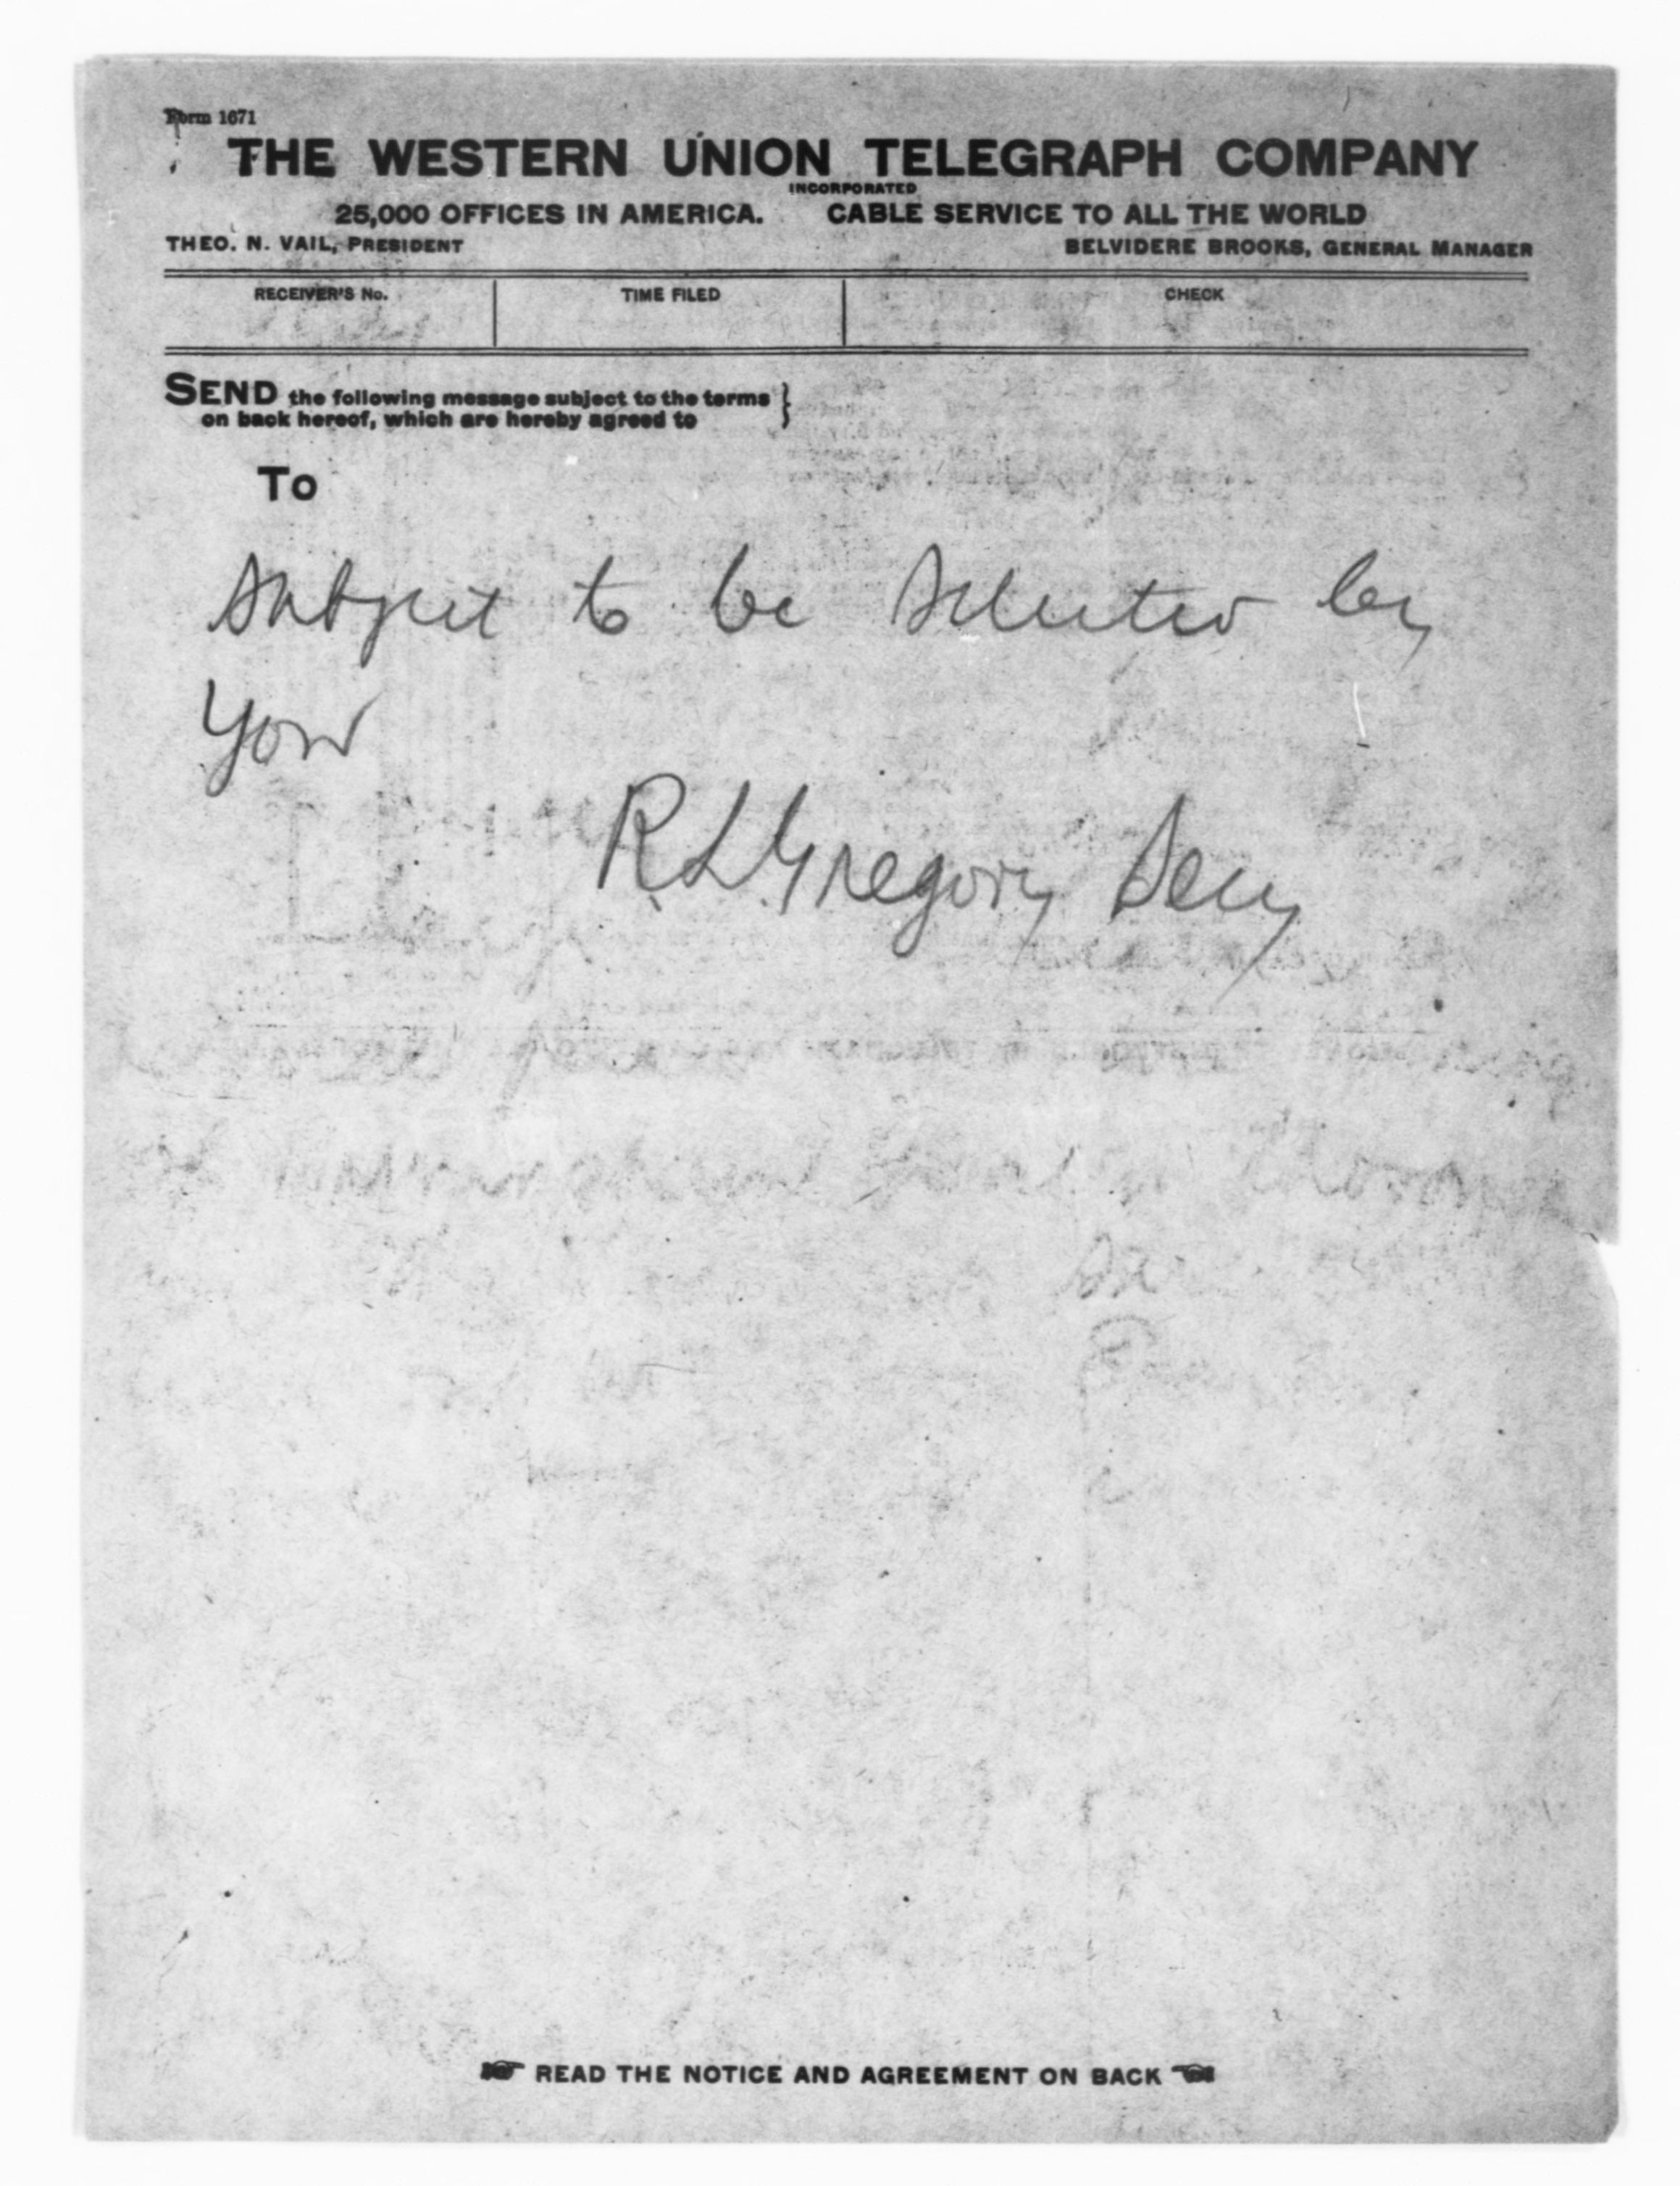 Form 1671
THE WESTERN UNION TELEGRAPH COMPANY
INCORPORATED
25,000 OFFICES IN AMERICA. CABLE SERVICE TO ALL THE WORLD
THEO. N. VAIL, PRESIDENT BELVIDERE BROOKS, GENERAL MANAGER
RECEIVER'S No. TIME FILED CHECK
SEND the following message subject to the terms
on back hereof, which are hereby agreed to
To
Subject to be selected by
you
R L Gregory Secy
READ THE NOTICE AND AGREEMENT ON BACK